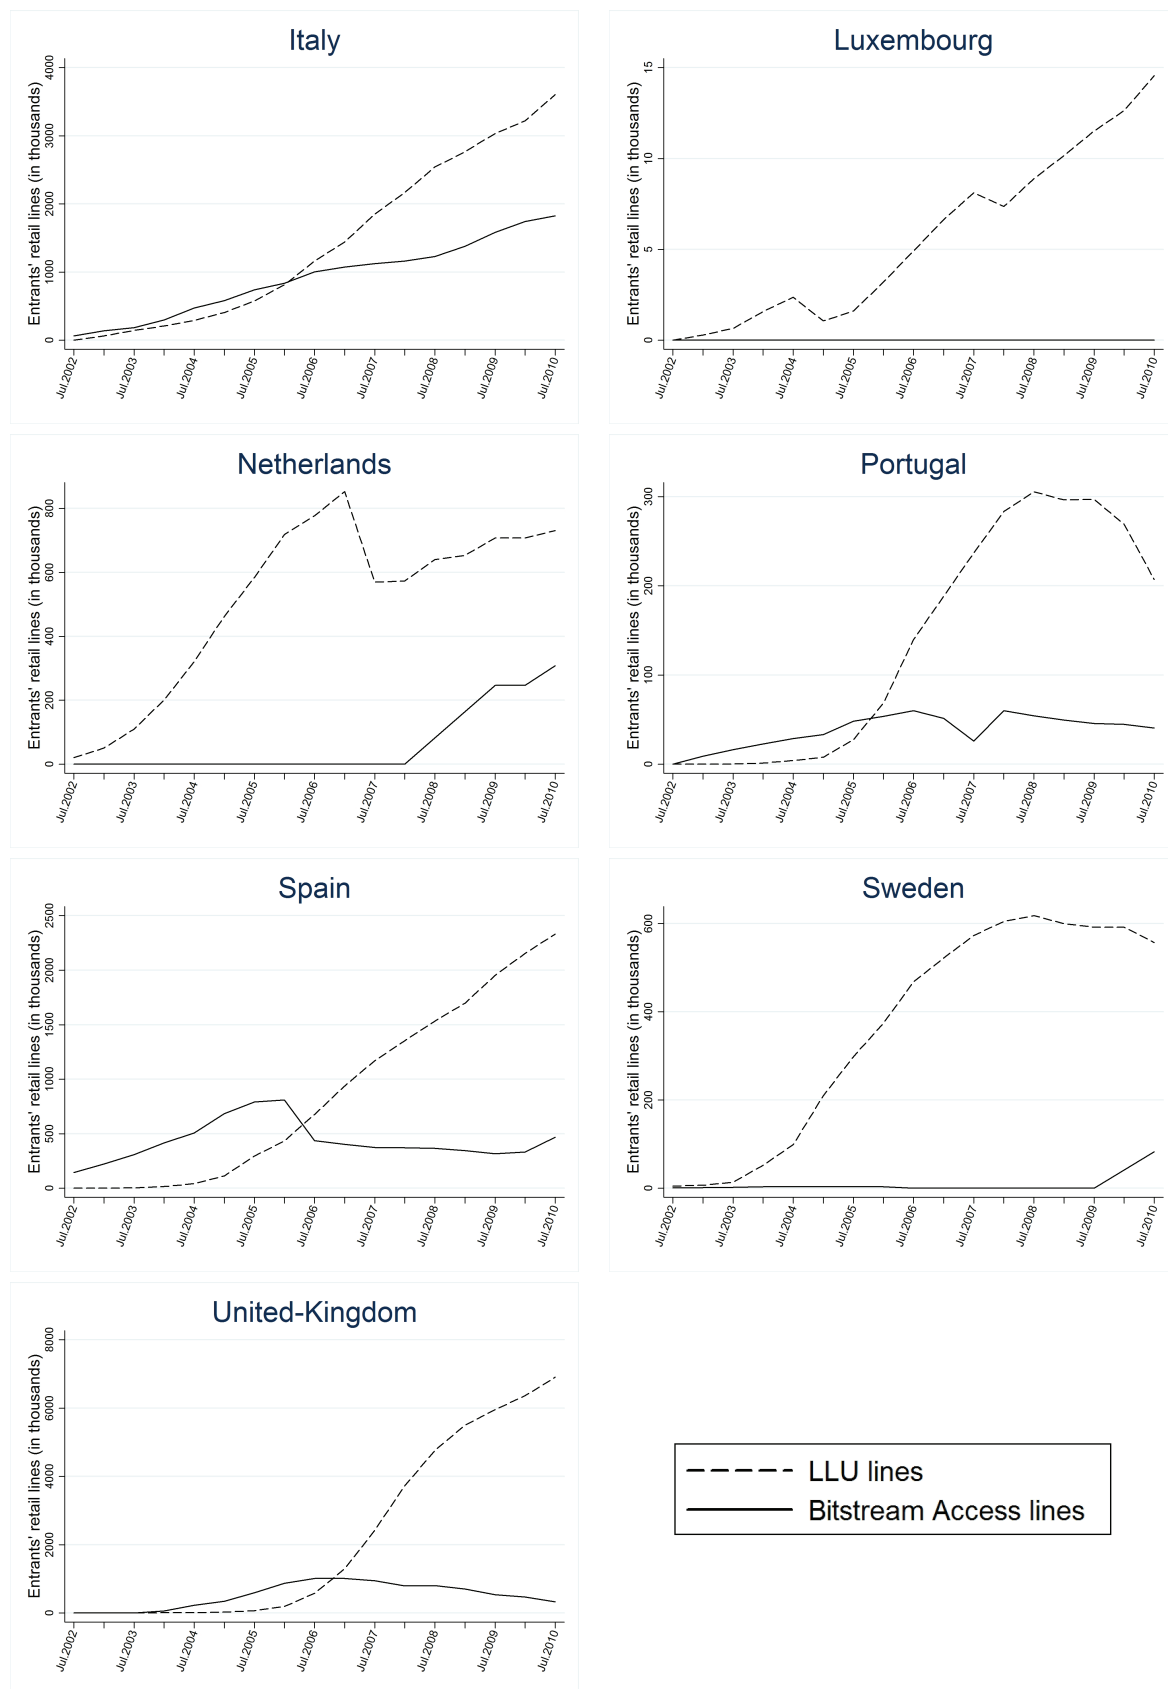 Italy
Entrants' retail lines (in thousands)
4000
3000
2000
1000
0
Jul.2002
Jul.2003
Jul.2004
Jul.2005
Jul.2006
Jul.2007
Jul.2008
Jul.2009
Jul.2010
Luxembourg
Entrants' retail lines (in thousands)
15
10
5
0
Jul.2002
Jul.2003
Jul.2004
Jul.2005
Jul.2006
Jul.2007
Jul.2008
Jul.2009
Jul.2010
Netherlands
Entrants' retail lines (in thousands)
800
600
400
200
0
Jul.2002
Jul.2003
Jul.2004
Jul.2005
Jul.2006
Jul.2007
Jul.2008
Jul.2009
Jul.2010
Portugal
Entrants' retail lines (in thousands)
300
200
100
0
Jul.2002
Jul.2003
Jul.2004
Jul.2005
Jul.2006
Jul.2007
Jul.2008
Jul.2009
Jul.2010
Spain
Entrants' retail lines (in thousands)
2500
2000
1500
1000
500
0
Jul.2002
Jul.2003
Jul.2004
Jul.2005
Jul.2006
Jul.2007
Jul.2008
Jul.2009
Jul.2010
Sweden
Entrants' retail lines (in thousands)
600
400
200
0
Jul.2002
Jul.2003
Jul.2004
Jul.2005
Jul.2006
Jul.2007
Jul.2008
Jul.2009
Jul.2010
United-Kingdom
Entrants' retail lines (in thousands)
8000
6000
4000
2000
0
Jul.2002
Jul.2003
Jul.2004
Jul.2005
Jul.2006
Jul.2007
Jul.2008
Jul.2009
Jul.2010
LLU lines
Bitstream Access lines